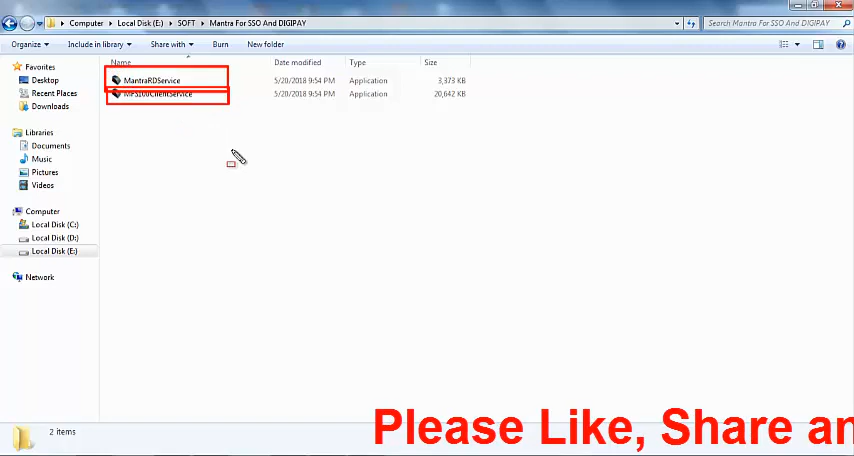 Computer ▸ Local Disk (E:) ▸ SOFT ▸ Mantra For SSO And DIGIPAY
Search Mantra For SSO And DIGIPAY
Organize Include in library Share with Burn New folder
Name Date modified Type Size
MantraRDService 5/20/2018 9:54 PM Application 3,373 KB
MFS100ClientService 5/20/2018 9:54 PM Application 20,642 KB
Favorites
Desktop
Recent Places
Downloads
Libraries
Documents
Music
Pictures
Videos
Computer
Local Disk (C:)
Local Disk (D:)
Local Disk (E:)
Network
2 items
Please Like, Share an